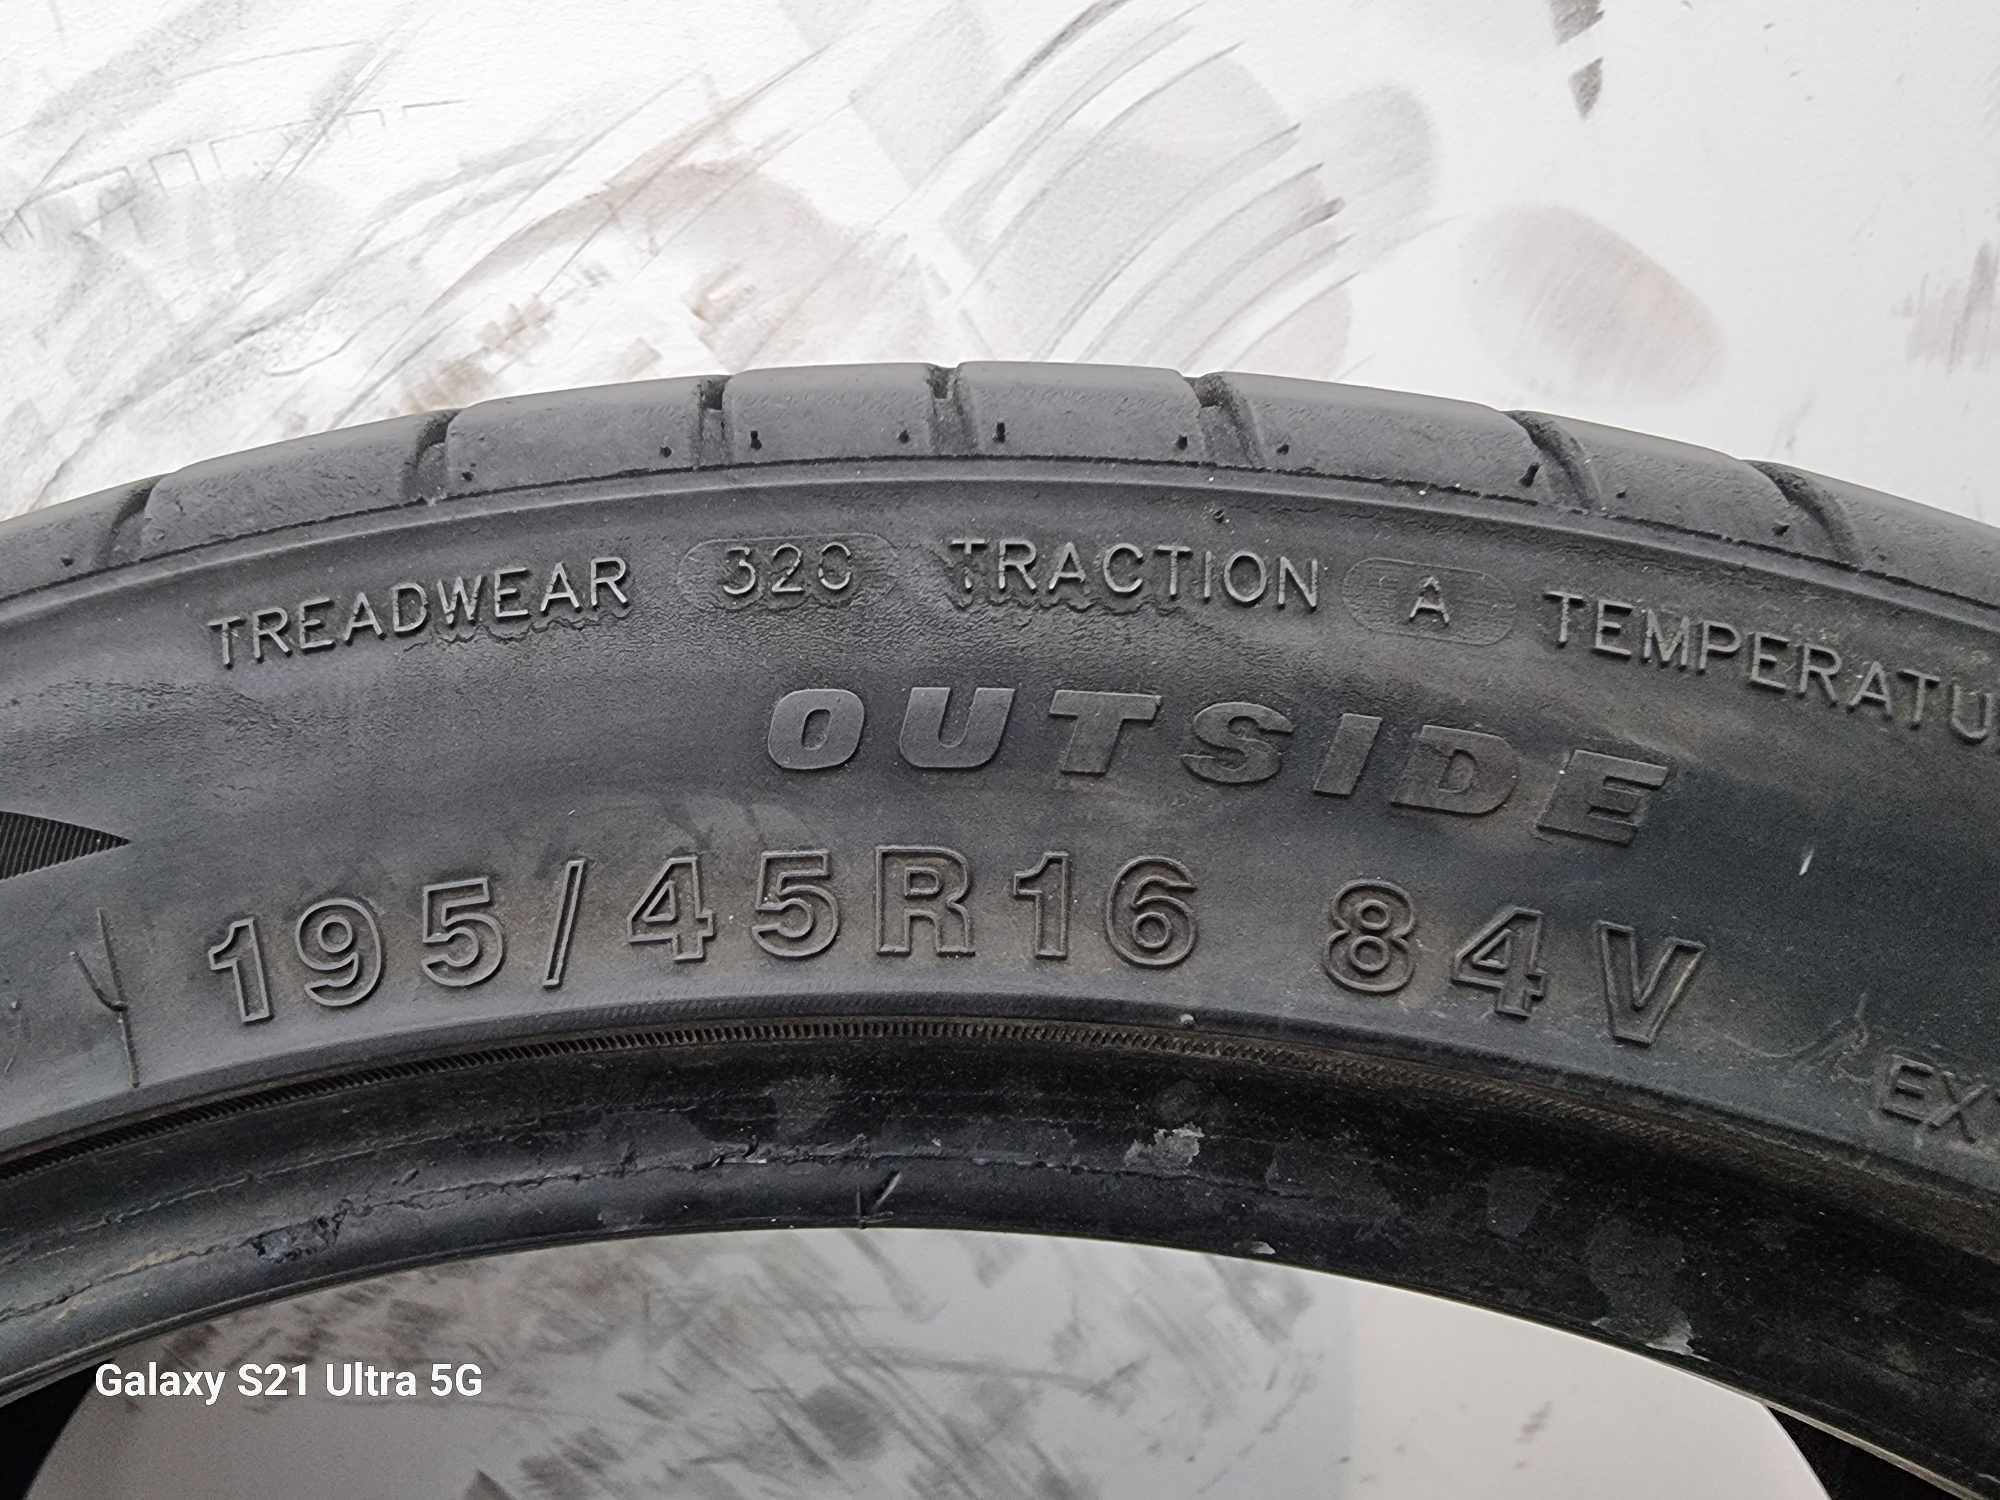 TREADWEAR 320 TRACTION A TEMPERATU
OUTSIDE
195/45R16 84V
EX
Galaxy S21 Ultra 5G